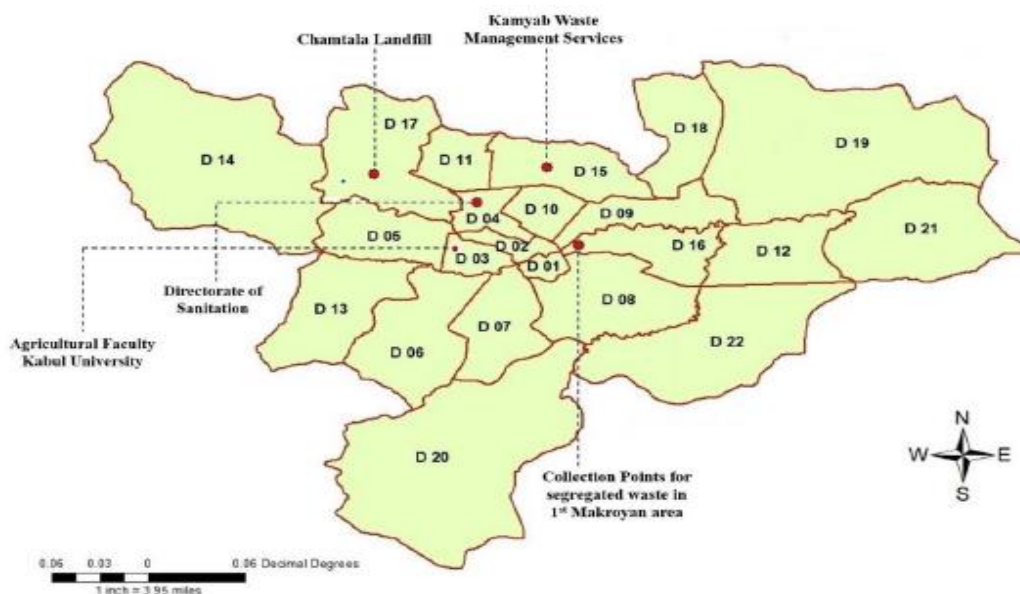 Kamyab Waste
Management Services
Chamtala Landfill
D 17
D 18
D 14
D 11
D 15
D 19
D 10
D 09
D 04
D 05
D 02
D 03
D 01
D 16
D 12
D 21
Directorate of
Sanitation
D 13
D 08
D 07
D 06
D 22
Agricultural Faculty
Kabul University
D 20
Collection Points for
segregated waste in
1st Makroyan area
N
W
E
S
0.06 0.03 0 0.06 Decimal Degrees
1 inch = 3.95 miles